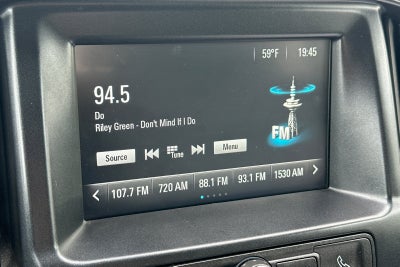 59°F 19:45
94.5
Do
Riley Green - Don't Mind If I Do
FM
Source Tune Menu
107.7 FM 720 AM 88.1 FM 93.1 FM 1530 AM